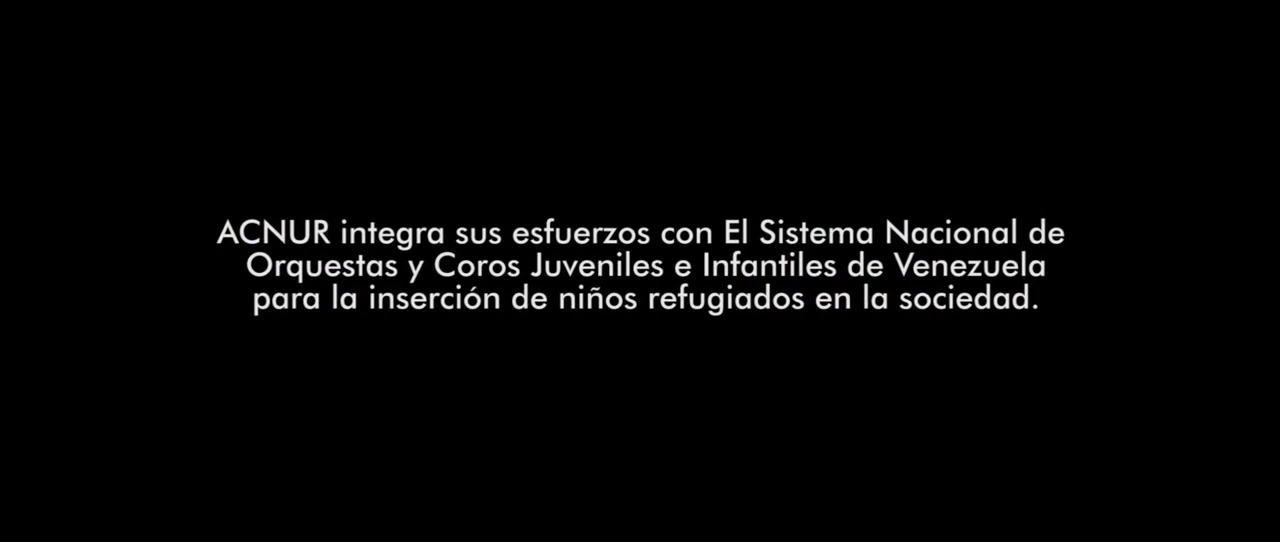 ACNUR integra sus esfuerzos con El Sistema Nacional de
Orquestas y Coros Juveniles e Infantiles de Venezuela
para la inserción de niños refugiados en la sociedad.